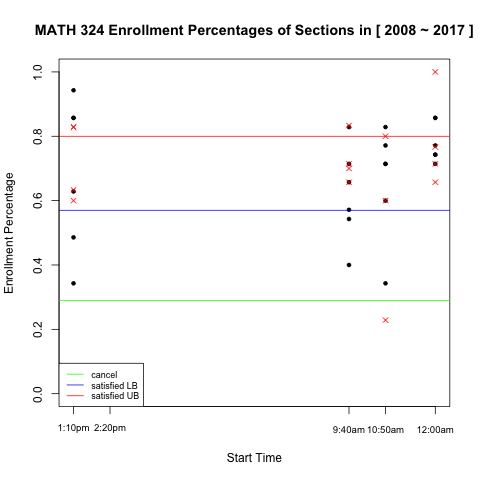 MATH 324 Enrollment Percentages of Sections in [ 2008 ~ 2017 ]
Enrollment Percentage
1.0
0.8
0.6
0.4
0.2
0.0
cancel
satisfied LB
satisfied UB
1:10pm 2:20pm 9:40am 10:50am 12:00am
Start Time